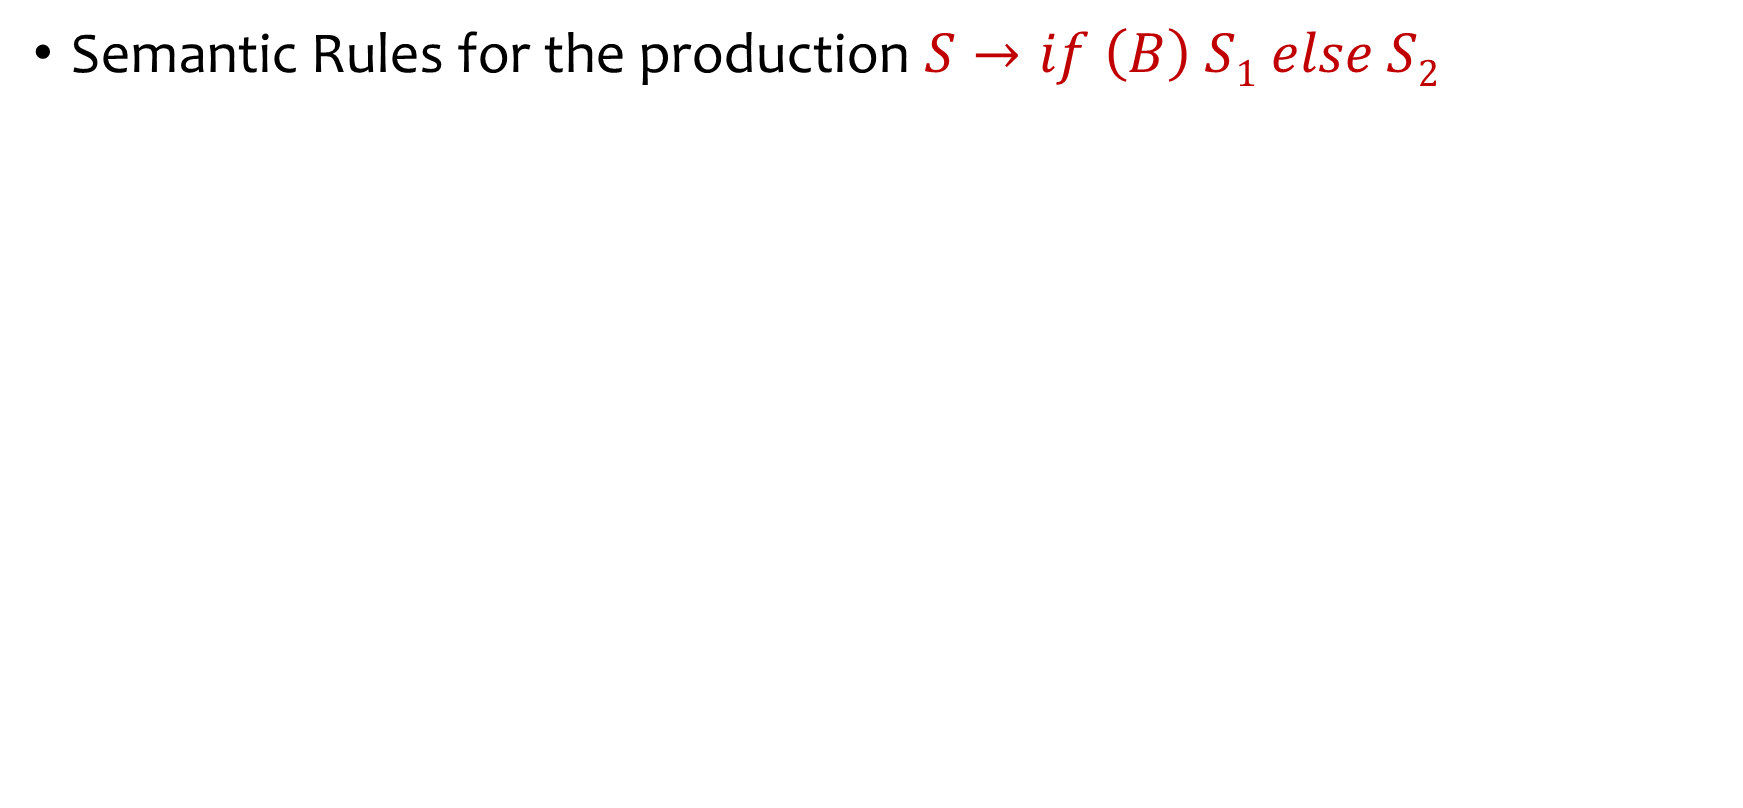 • Semantic Rules for the production S → if (B) S₁ else S₂